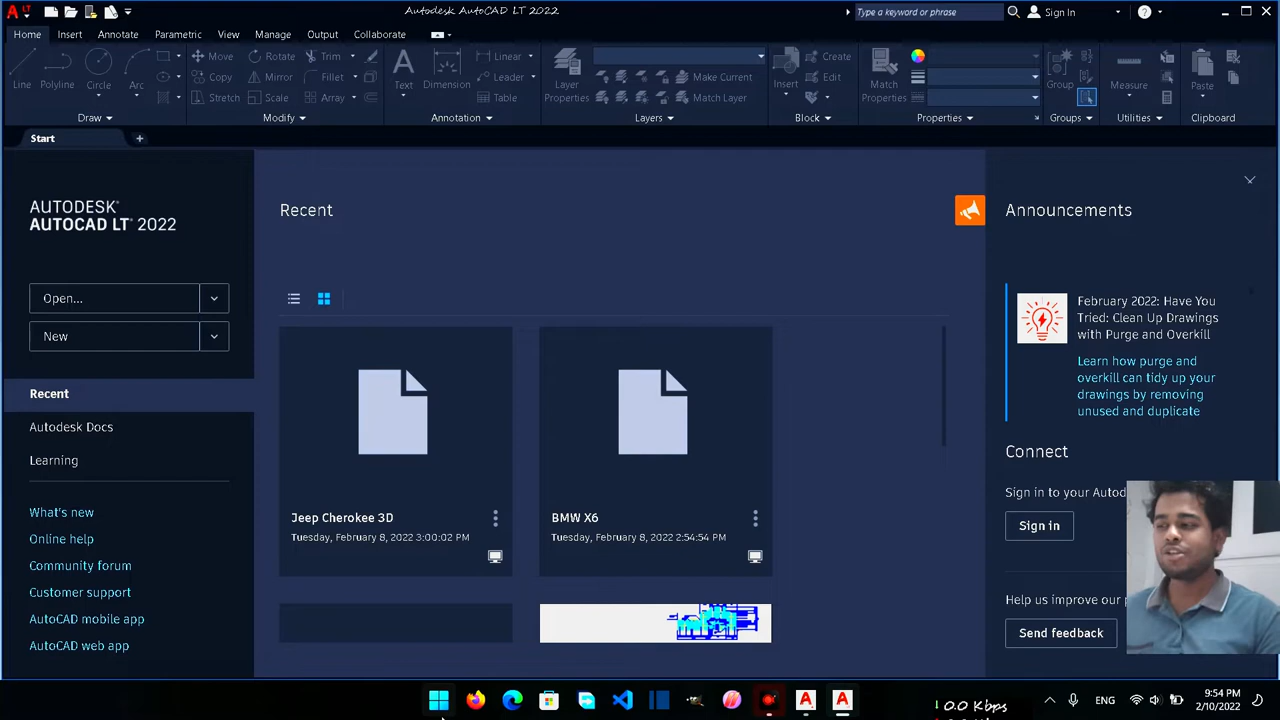 Autodesk AutoCAD LT 2022
Type a keyword or phrase
Sign In
Home Insert Annotate Parametric View Manage Output Collaborate
Line Polyline Circle Arc
Move Rotate Trim
Copy Mirror Fillet
Stretch Scale Array
Text Dimension
Linear
Leader
Table
Layer Properties
Make Current
Match Layer
Insert
Create
Edit
Match Properties
Group
Measure
Paste
Draw Modify Annotation Layers Block Properties Groups Utilities Clipboard
Start
AUTODESK
AUTOCAD LT 2022
Open...
New
Recent
Autodesk Docs
Learning
What's new
Online help
Community forum
Customer support
AutoCAD mobile app
AutoCAD web app
Recent
Jeep Cherokee 3D
Tuesday, February 8, 2022 3:00:02 PM
BMW X6
Tuesday, February 8, 2022 2:54:54 PM
Announcements
February 2022: Have You
Tried: Clean Up Drawings
with Purge and Overkill
Learn how purge and
overkill can tidy up your
drawings by removing
unused and duplicate
Connect
Sign in to your Autod
Sign in
Help us improve our p
Send feedback
0.0 Kbps
ENG
9:54 PM
2/10/2022